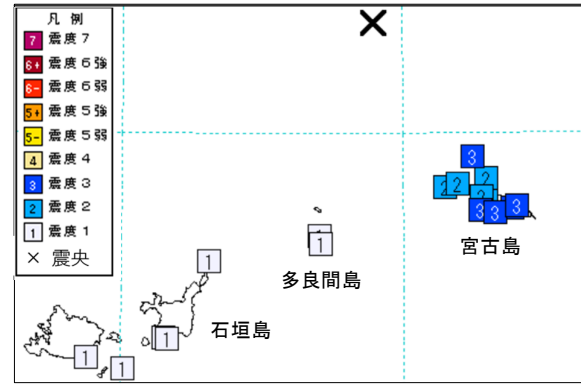 凡例
7 震度7
6+ 震度6強
6- 震度6弱
5+ 震度5強
5- 震度5弱
4 震度4
3 震度3
2 震度2
1 震度1
× 震央
3
2 2 2
2
3 3 3
宮古島
1
多良間島
1
石垣島
1
1
1